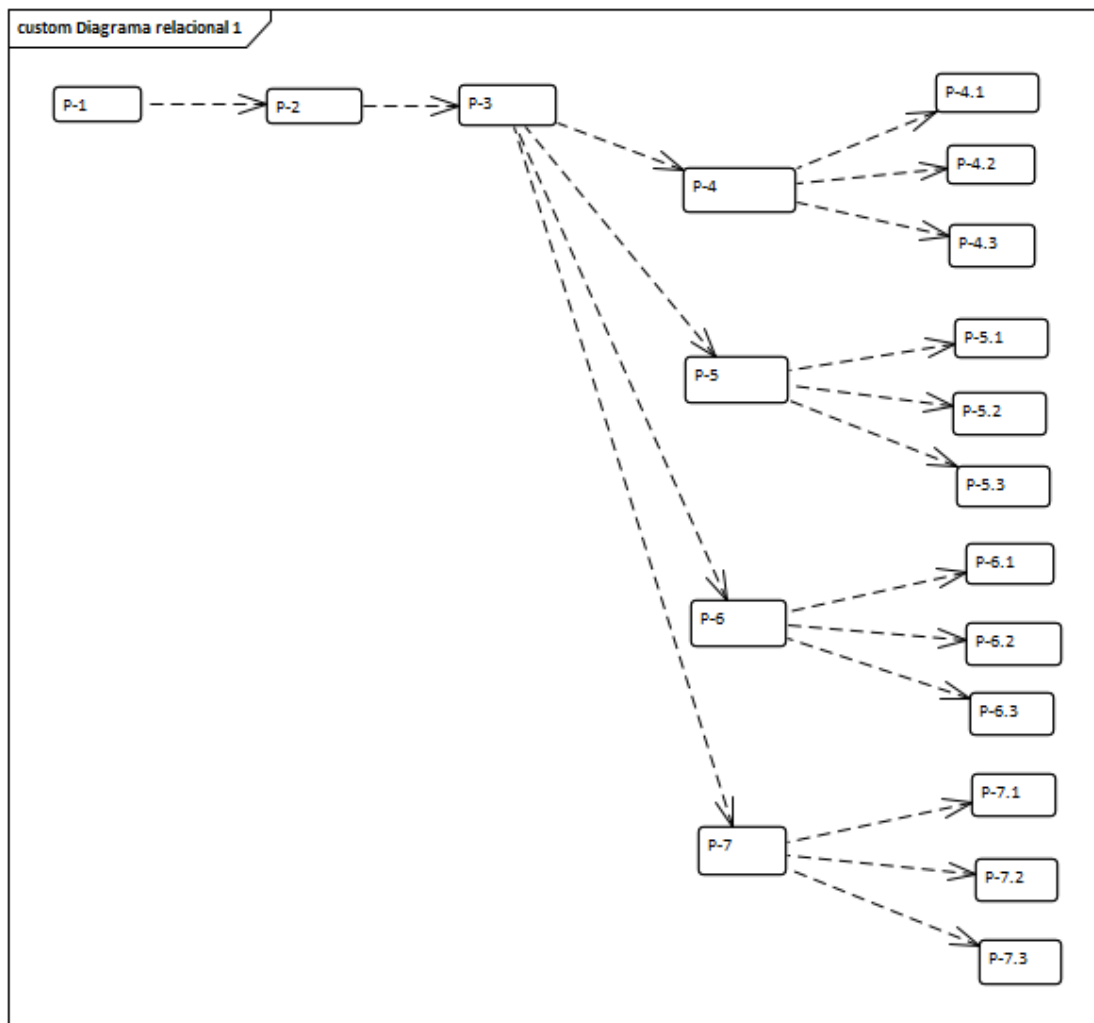 custom Diagrama relacional 1
P-1
P-2
P-3
P-4
P-4.1
P-4.2
P-4.3
P-5
P-5.1
P-5.2
P-5.3
P-6
P-6.1
P-6.2
P-6.3
P-7
P-7.1
P-7.2
P-7.3